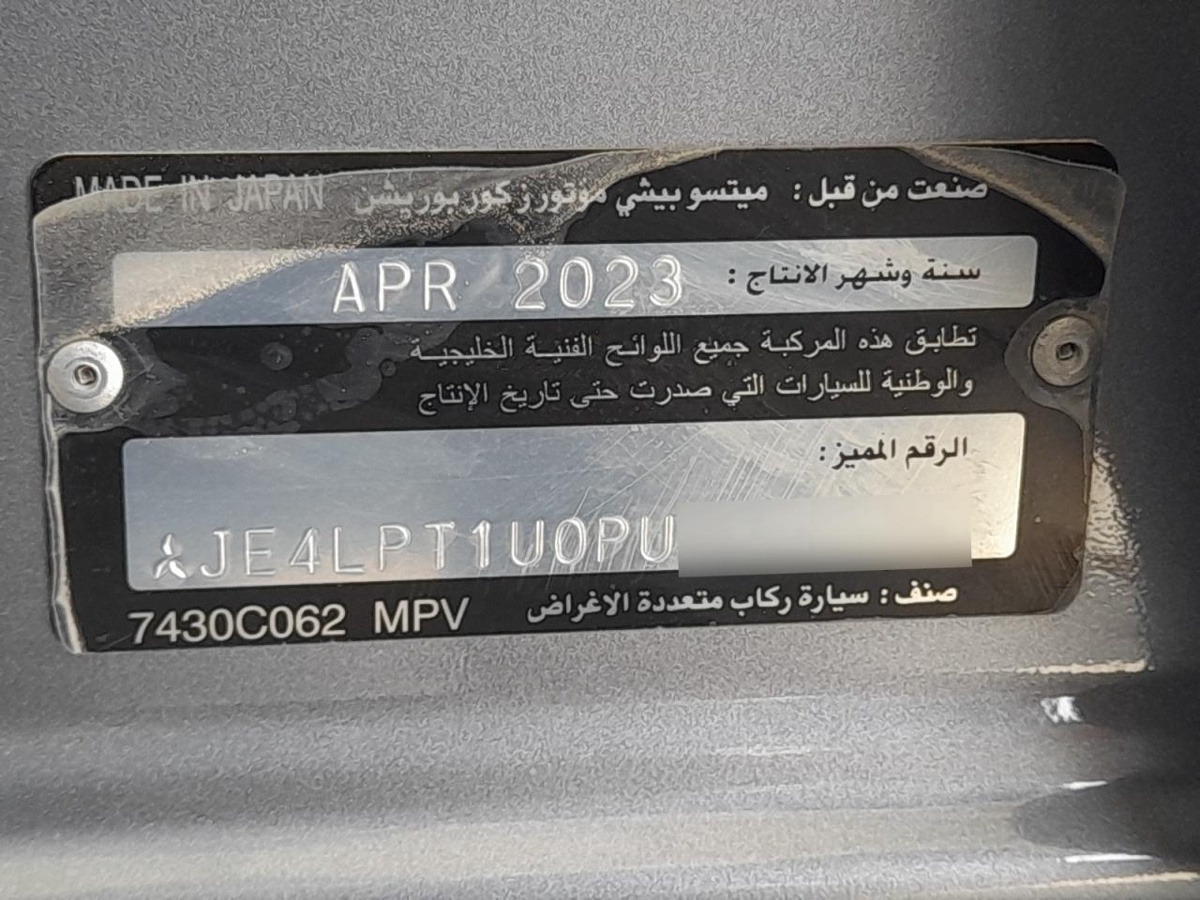 صنعت من قبل: ميتسوبيشي موتورز كوربوريشن MADE IN JAPAN
سنة وشهر الانتاج: APR 2023
تطابق هذه المركبة جميع اللوائح الفنية الخليجية
والوطنية للسيارات التي صدرت حتى تاريخ الإنتاج
الرقم المميز:
JE4LPT1U0PU
صنف: سيارة ركاب متعددة الاغراض 7430C062 MPV